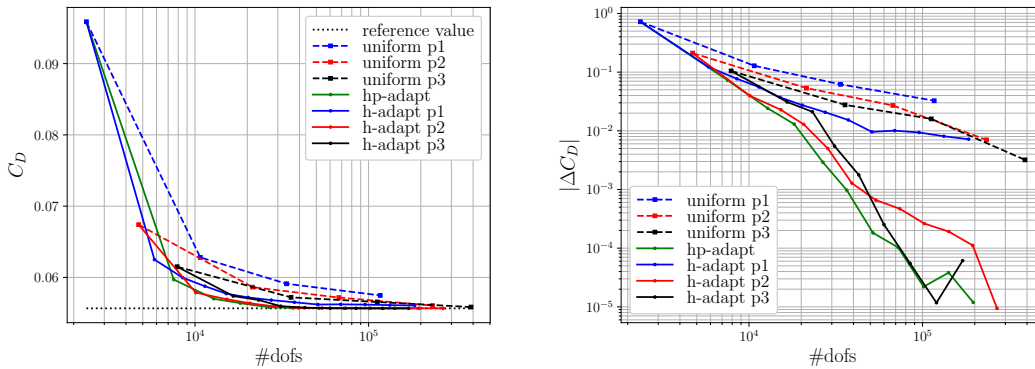 0.09
0.08
0.07
0.06
C_D
10^4
10^5
#dofs
reference value
uniform p1
uniform p2
uniform p3
hp-adapt
h-adapt p1
h-adapt p2
h-adapt p3
10^0
10^{-1}
10^{-2}
10^{-3}
10^{-4}
10^{-5}
|ΔC_D|
10^4
10^5
#dofs
uniform p1
uniform p2
uniform p3
hp-adapt
h-adapt p1
h-adapt p2
h-adapt p3